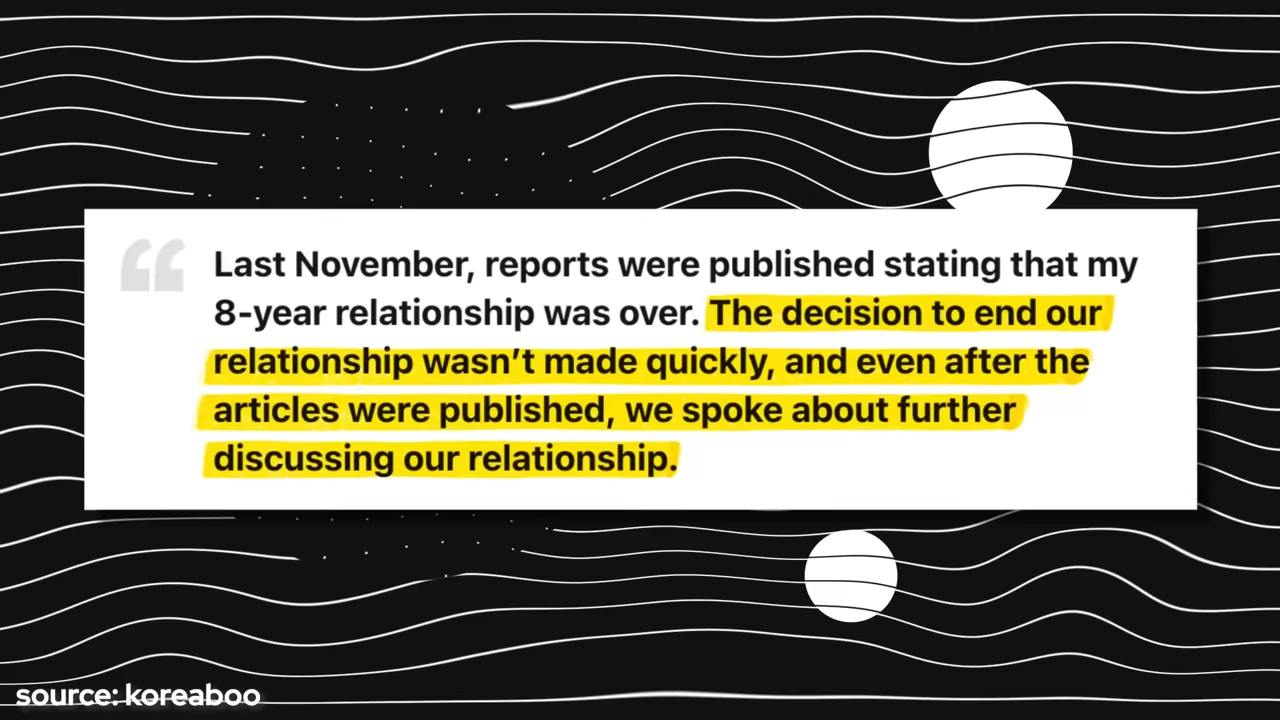 “
Last November, reports were published stating that my
8-year relationship was over. The decision to end our
relationship wasn’t made quickly, and even after the
articles were published, we spoke about further
discussing our relationship.
source: koreaboo